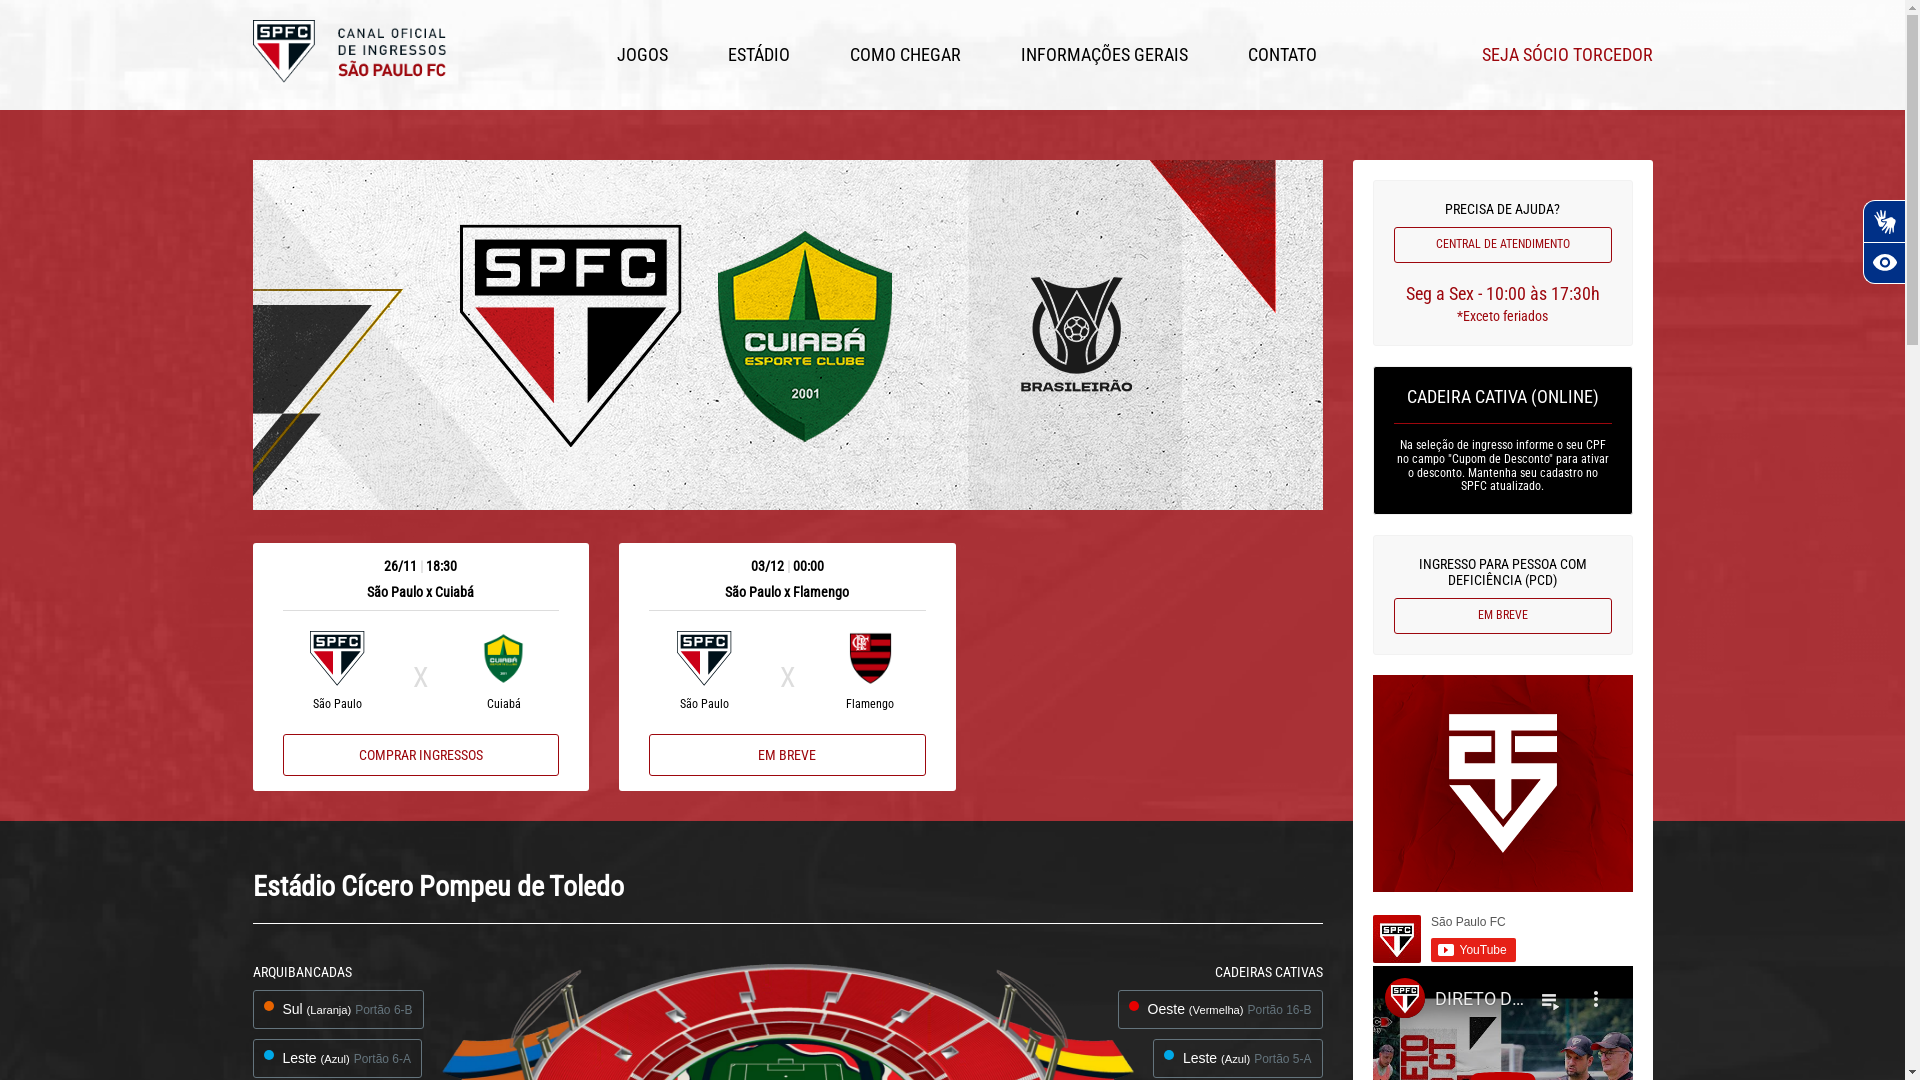 SPFC
CANAL OFICIAL
DE INGRESSOS
SÃO PAULO FC
JOGOS
ESTÁDIO
COMO CHEGAR
INFORMAÇÕES GERAIS
CONTATO
SEJA SÓCIO TORCEDOR
SPFC
CUIABÁ
ESPORTE CLUBE
2001
BRASILEIRÃO
26/11 | 18:30
São Paulo x Cuiabá
SPFC
X
CUIABÁ
São Paulo
Cuiabá
COMPRAR INGRESSOS
03/12 | 00:00
São Paulo x Flamengo
SPFC
X
São Paulo
Flamengo
EM BREVE
PRECISA DE AJUDA?
CENTRAL DE ATENDIMENTO
Seg a Sex - 10:00 às 17:30h
*Exceto feriados
CADEIRA CATIVA (ONLINE)
Na seleção de ingresso informe o seu CPF
no campo "Cupom de Desconto" para ativar
o desconto. Mantenha seu cadastro no
SPFC atualizado.
INGRESSO PARA PESSOA COM
DEFICIÊNCIA (PCD)
EM BREVE
SPFC
São Paulo FC
YouTube
SPFC
DIRETO D...
Estádio Cícero Pompeu de Toledo
ARQUIBANCADAS
Sul (Laranja) Portão 6-B
Leste (Azul) Portão 6-A
CADEIRAS CATIVAS
Oeste (Vermelha) Portão 16-B
Leste (Azul) Portão 5-A